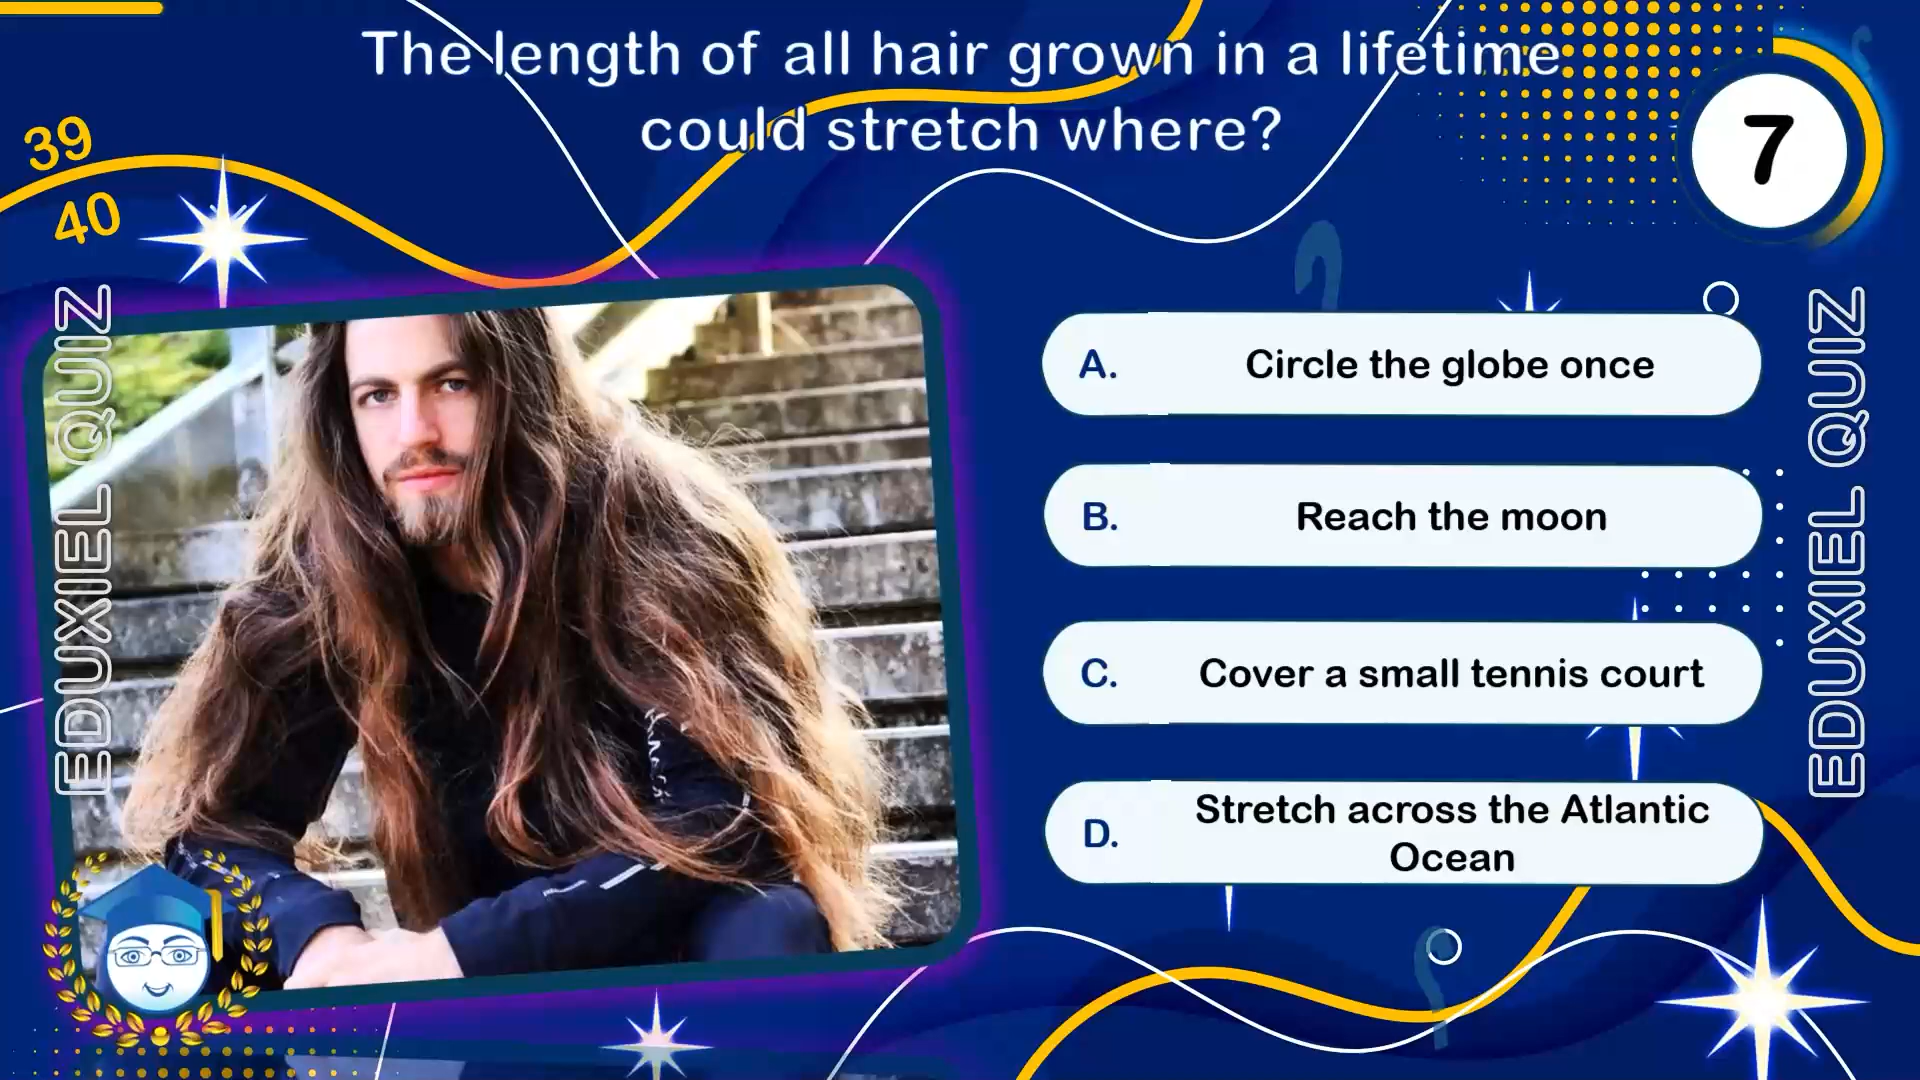 The length of all hair grown in a lifetime
could stretch where?
39
40
7
EDUXIEL QUIZ
A. Circle the globe once
B. Reach the moon
C. Cover a small tennis court
D. Stretch across the Atlantic
Ocean
EDUXIEL QUIZ